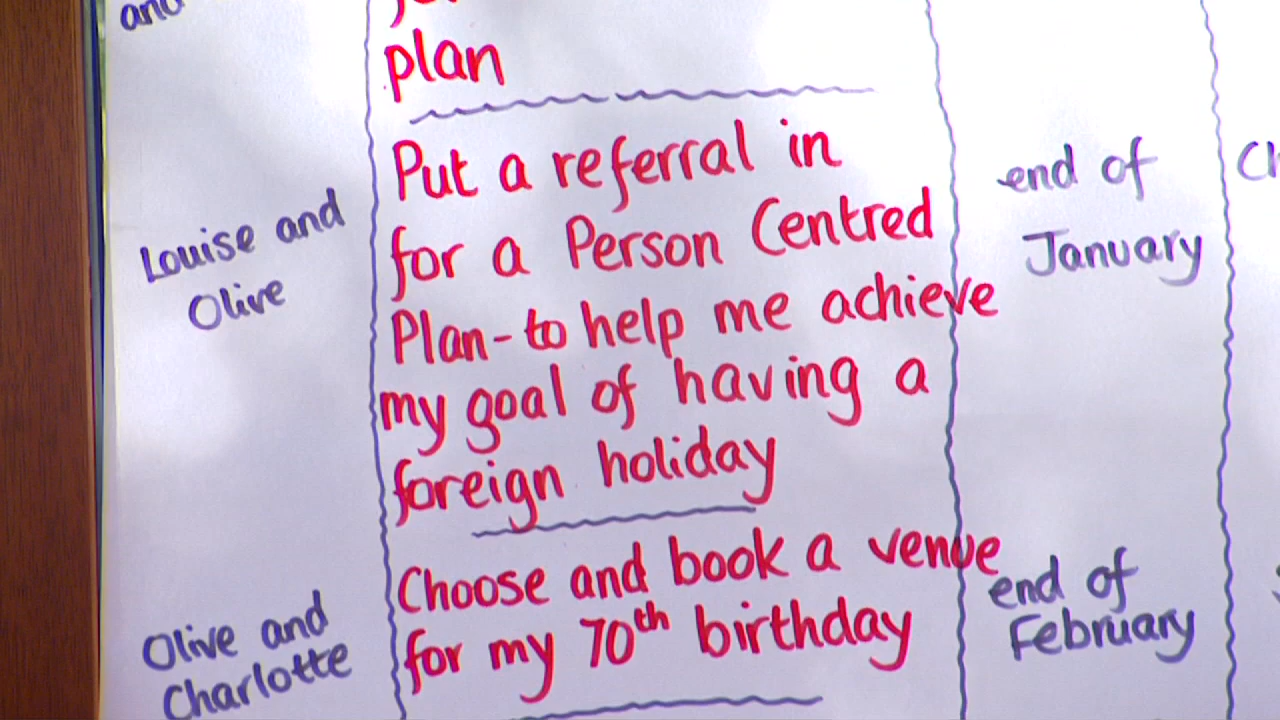 and
plan
Louise and
Olive
Put a referral in
for a Person Centred
Plan - to help me achieve
my goal of having a
foreign holiday
end of
January
Olive and
Charlotte
Choose and book a venue
for my 70th birthday
end of
February